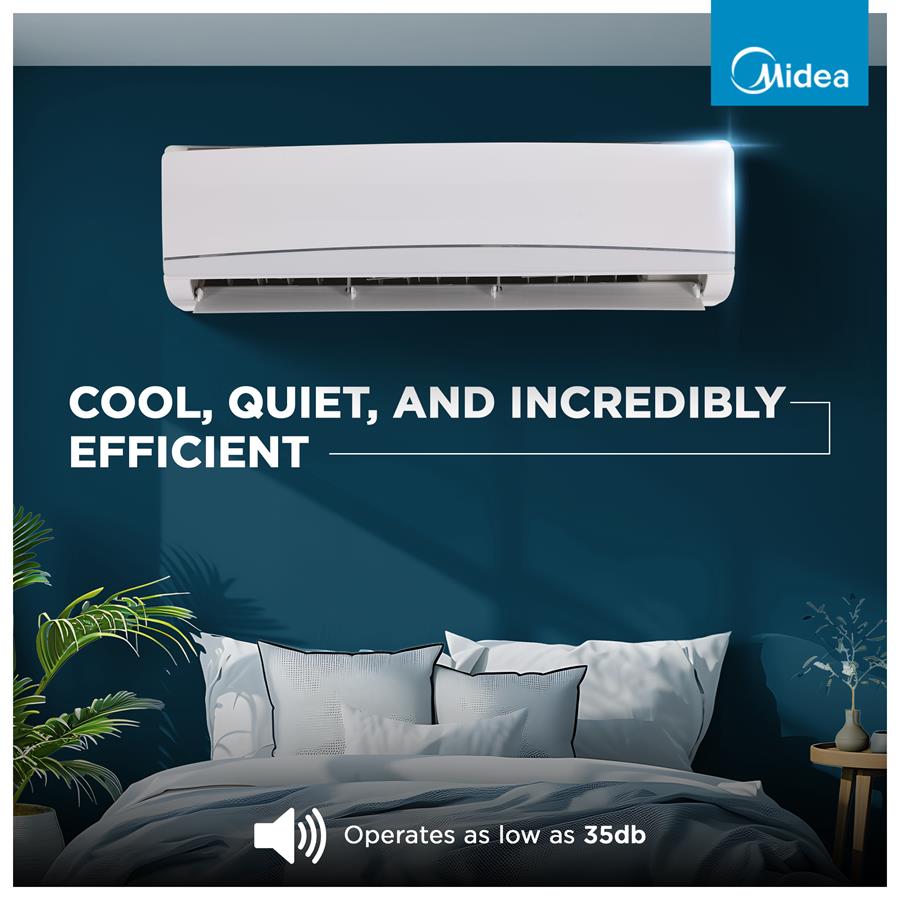 Midea
COOL, QUIET, AND INCREDIBLY
EFFICIENT
Operates as low as 35db